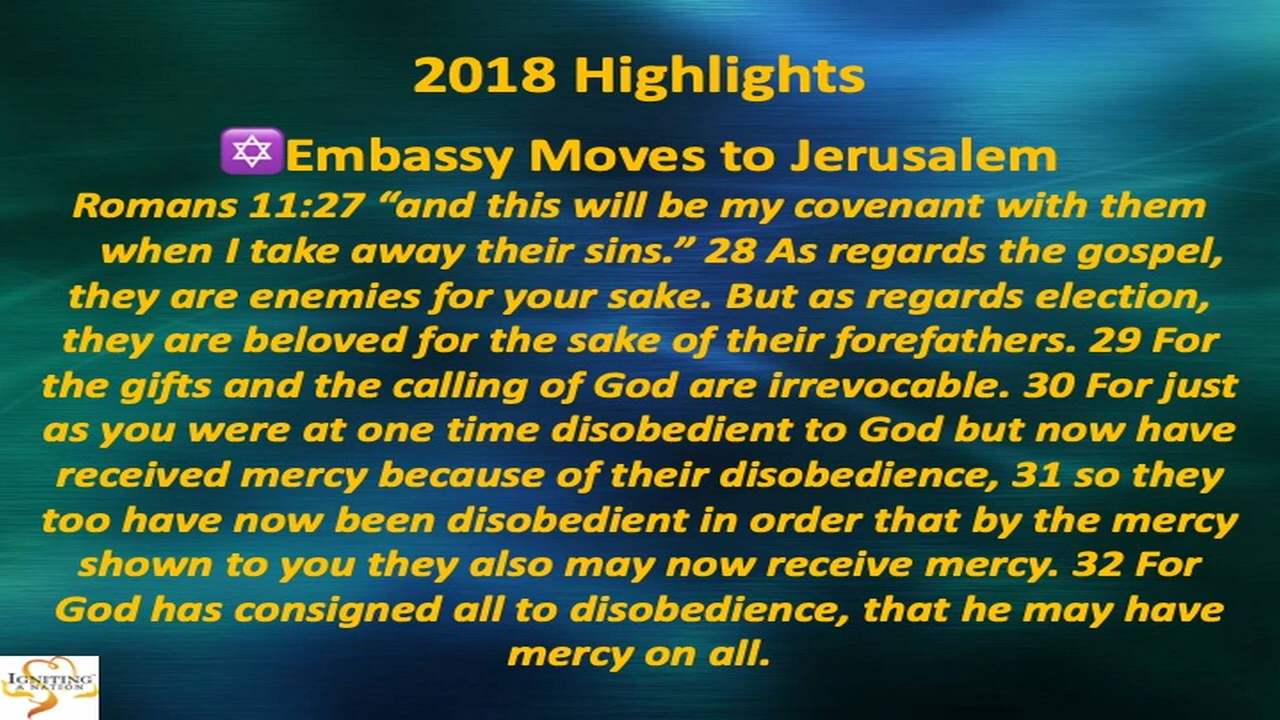 2018 Highlights
✡Embassy Moves to Jerusalem
Romans 11:27 “and this will be my covenant with them
when I take away their sins.” 28 As regards the gospel,
they are enemies for your sake. But as regards election,
they are beloved for the sake of their forefathers. 29 For
the gifts and the calling of God are irrevocable. 30 For just
as you were at one time disobedient to God but now have
received mercy because of their disobedience, 31 so they
too have now been disobedient in order that by the mercy
shown to you they also may now receive mercy. 32 For
God has consigned all to disobedience, that he may have
mercy on all.
IGNITING
A NATION